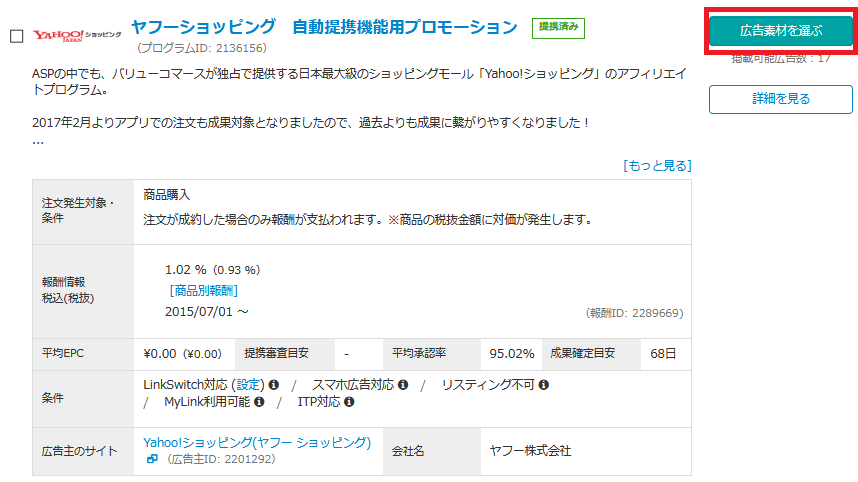 YAHOO! JAPAN ショッピング
ヤフーショッピング 自動提携機能用プロモーション 提携済み
(プログラムID: 2136156)
広告素材を選ぶ
掲載可能広告数：17
詳細を見る
ASPの中でも、バリューコマースが独占で提供する日本最大級のショッピングモール「Yahoo!ショッピング」のアフィリエイ
トプログラム。
2017年2月よりアプリでの注文も成果対象となりましたので、過去よりも成果に繋がりやすくなりました！
…
[もっと見る]
注文発生対象・
条件
商品購入
注文が成約した場合のみ報酬が支払われます。※商品の税抜金額に対価が発生します。
報酬情報
税込(税抜)
1.02 %（0.93 %）
[商品別報酬]
2015/07/01 ～
（報酬ID: 2289669）
平均EPC ¥0.00（¥0.00） 提携審査目安 - 平均承認率 95.02% 成果確定目安 68日
条件
LinkSwitch対応 (設定) / スマホ広告対応 / リスティング不可
/ MyLink利用可能 / ITP対応
広告主のサイト
Yahoo!ショッピング(ヤフー ショッピング)
（広告主ID: 2201292）
会社名
ヤフー株式会社